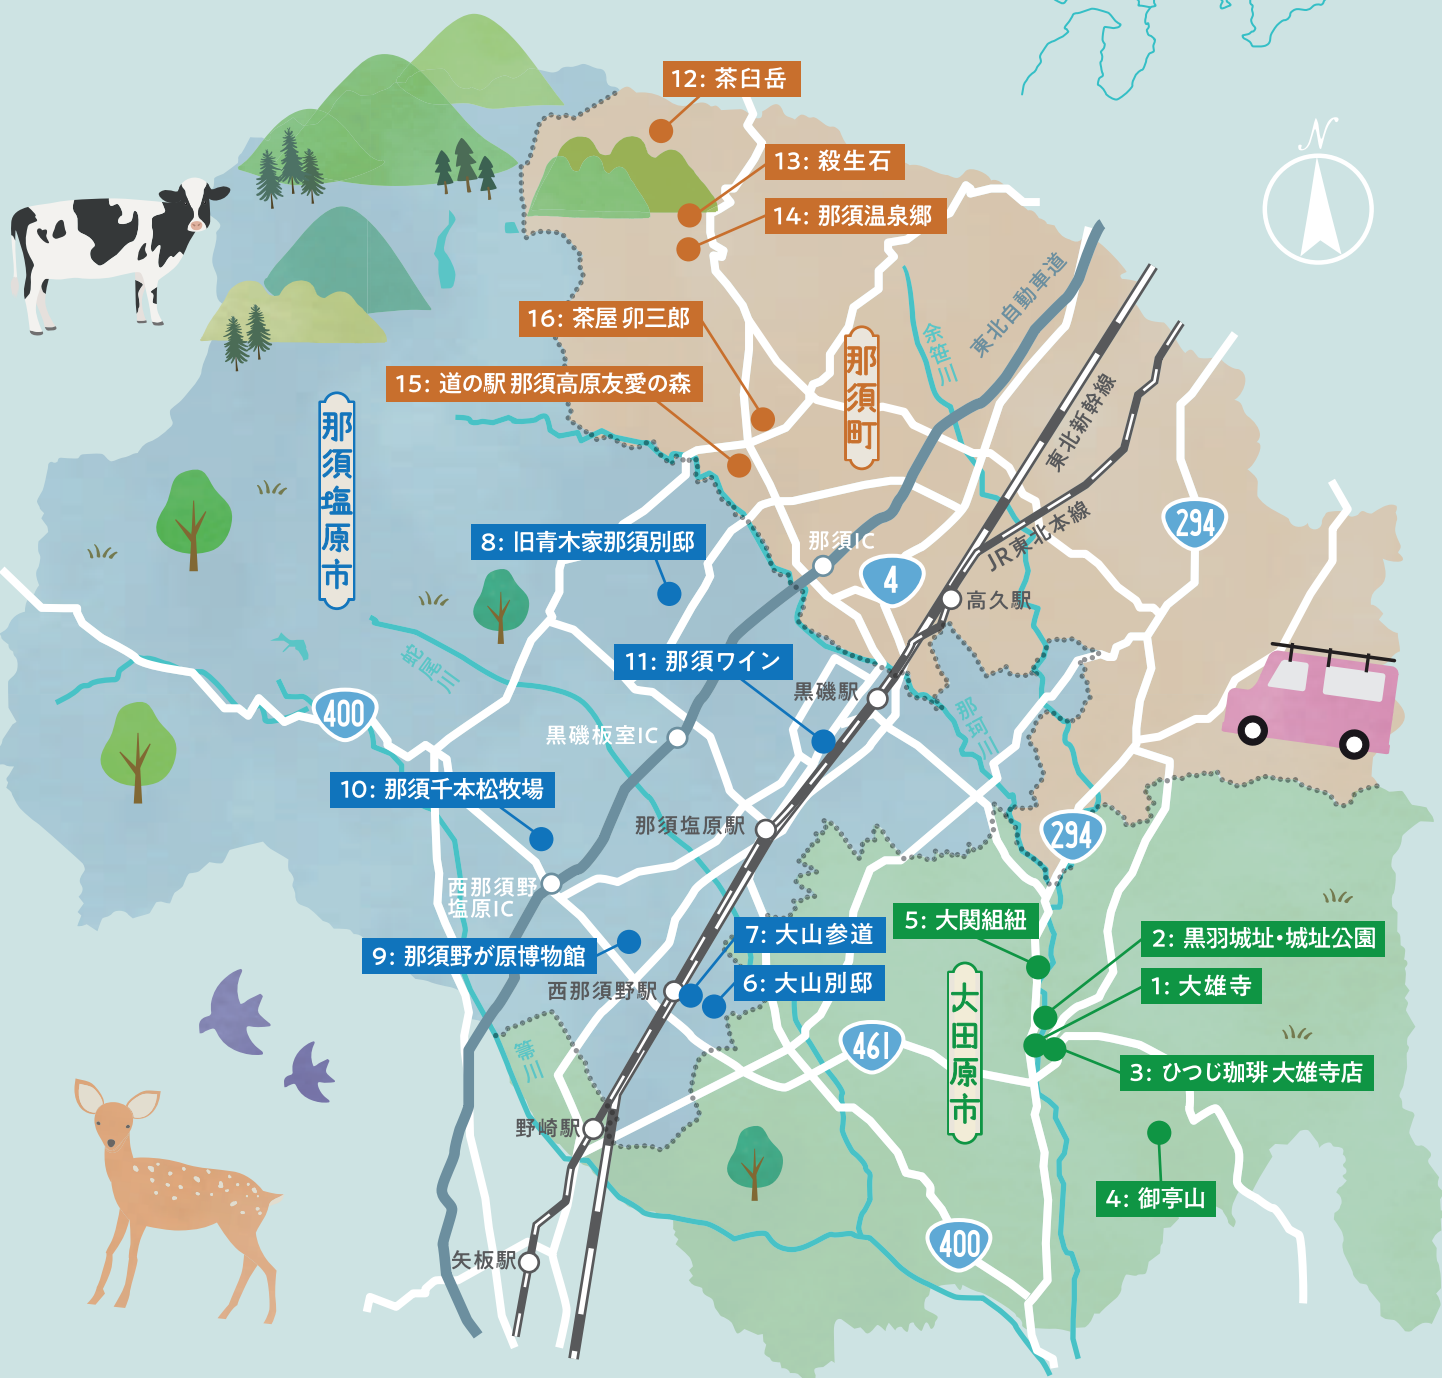 12: 茶臼岳
N
13: 殺生石
14: 那須温泉郷
東北自動車道
16: 茶屋 卯三郎
余笹川
那須町
15: 道の駅 那須高原友愛の森
東北新幹線
那須塩原市
294
JR東北本線
8: 旧青木家那須別邸
那須IC
4
高久駅
蛇尾川
11: 那須ワイン
黒磯駅
400
那珂川
黒磯板室IC
10: 那須千本松牧場
那須塩原駅
294
西那須野
塩原IC
5: 大関組紐
7: 大山参道
2: 黒羽城址・城址公園
9: 那須野が原博物館
6: 大山別邸
1: 大雄寺
西那須野駅
大田原市
461
箒川
3: ひつじ珈琲 大雄寺店
野崎駅
4: 御亭山
400
矢板駅